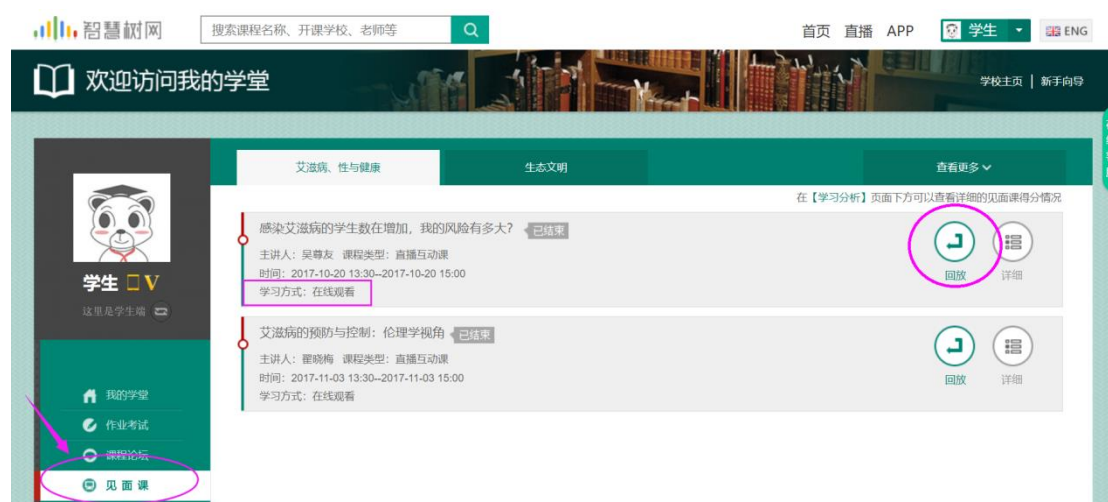 智慧树网
搜索课程名称、开课学校、老师等
首页 直播 APP 学生 ENG
欢迎访问我的学堂
学校主页 | 新手向导
艾滋病、性与健康 生态文明 查看更多
在【学习分析】页面下方可以查看详细的见面课得分情况
感染艾滋病的学生数在增加，我的风险有多大？ 已结束
主讲人：吴尊友 课程类型：直播互动课
时间：2017-10-20 13:30--2017-10-20 15:00
学习方式：在线观看
回放 详细
艾滋病的预防与控制：伦理学视角 已结束
主讲人：翟晓梅 课程类型：直播互动课
时间：2017-11-03 13:30--2017-11-03 15:00
学习方式：在线观看
回放 详细
学生 V
这里是学生端
我的学堂
作业考试
课程论坛
见面课